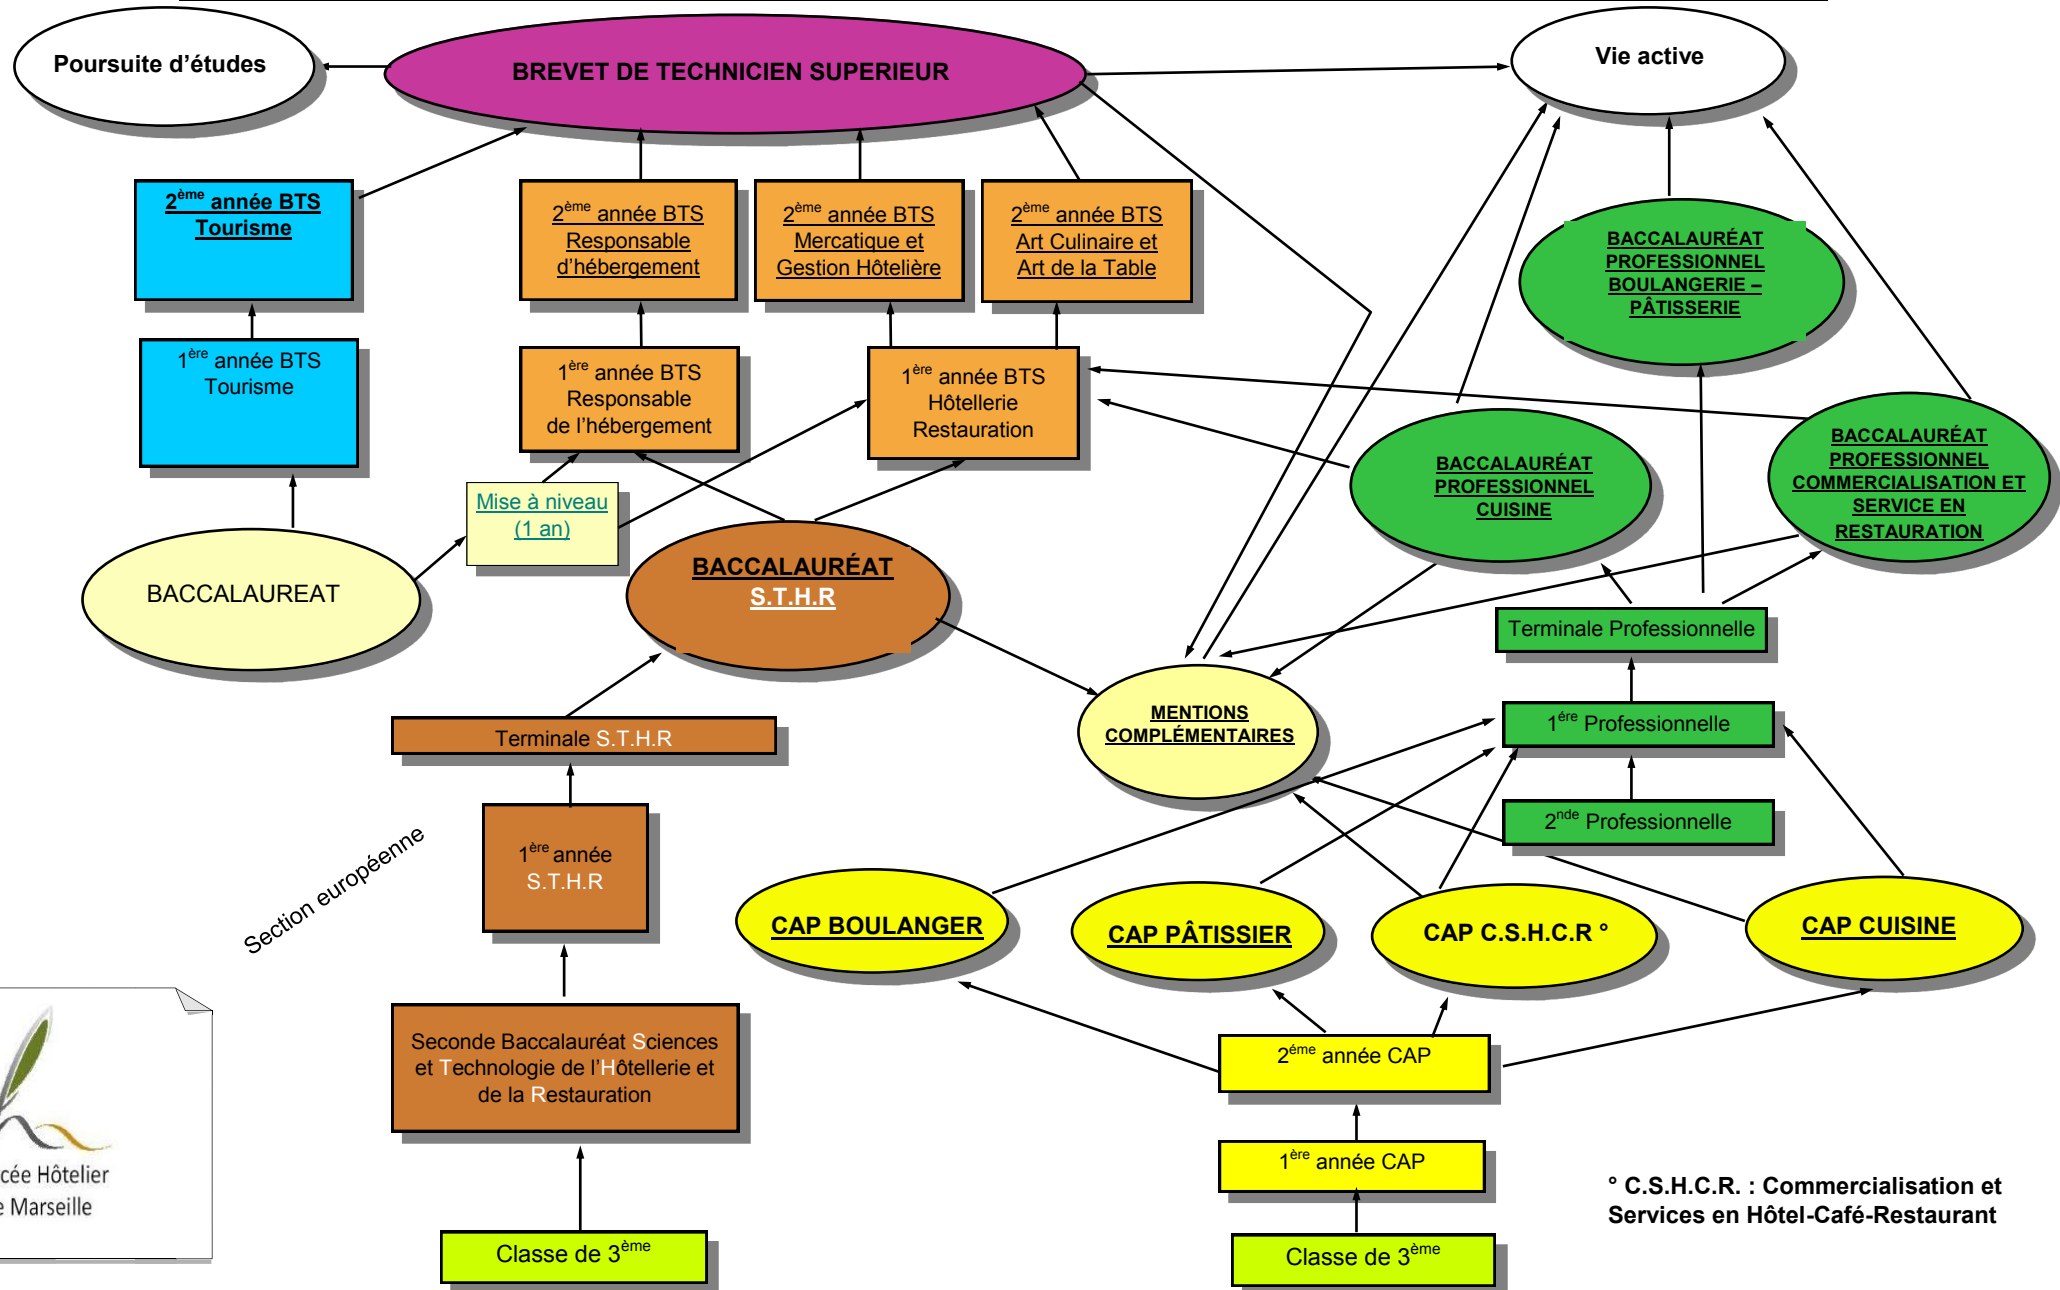 Poursuite d’études
BREVET DE TECHNICIEN SUPERIEUR
Vie active
2ème année BTS
Tourisme
2ème année BTS
Responsable
d’hébergement
2ème année BTS
Mercatique et
Gestion Hôtelière
2ème année BTS
Art Culinaire et
Art de la Table
BACCALAURÉAT
PROFESSIONNEL
BOULANGERIE –
PÂTISSERIE
1ère année BTS
Tourisme
1ère année BTS
Responsable
de l’hébergement
1ère année BTS
Hôtellerie
Restauration
BACCALAURÉAT
PROFESSIONNEL
CUISINE
BACCALAURÉAT
PROFESSIONNEL
COMMERCIALISATION ET
SERVICE EN
RESTAURATION
Mise à niveau
(1 an)
BACCALAUREAT
BACCALAURÉAT
S.T.H.R
Terminale Professionnelle
MENTIONS
COMPLÉMENTAIRES
1ére Professionnelle
Terminale S.T.H.R
2nde Professionnelle
1ère année
S.T.H.R
Section européenne
CAP BOULANGER
CAP PÂTISSIER
CAP C.S.H.C.R °
CAP CUISINE
Seconde Baccalauréat Sciences
et Technologie de l’Hôtellerie et
de la Restauration
2éme année CAP
1ère année CAP
cée Hôtelier
e Marseille
° C.S.H.C.R. : Commercialisation et
Services en Hôtel-Café-Restaurant
Classe de 3ème
Classe de 3ème